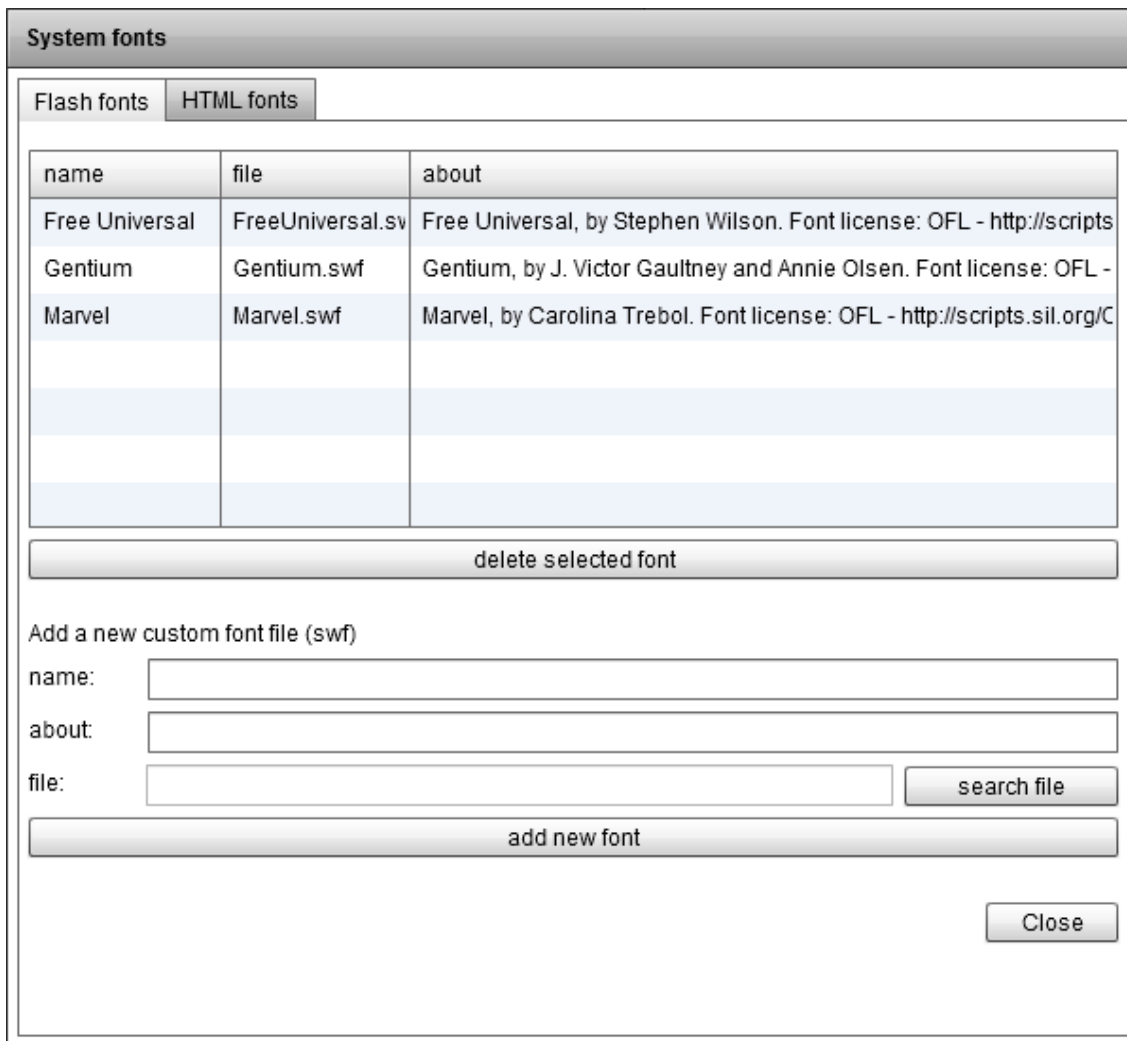 System fonts
Flash fonts HTML fonts
name file about
Free Universal FreeUniversal.sw Free Universal, by Stephen Wilson. Font license: OFL - http://scripts
Gentium Gentium.swf Gentium, by J. Victor Gaultney and Annie Olsen. Font license: OFL -
Marvel Marvel.swf Marvel, by Carolina Trebol. Font license: OFL - http://scripts.sil.org/O
delete selected font
Add a new custom font file (swf)
name:
about:
file: search file
add new font
Close